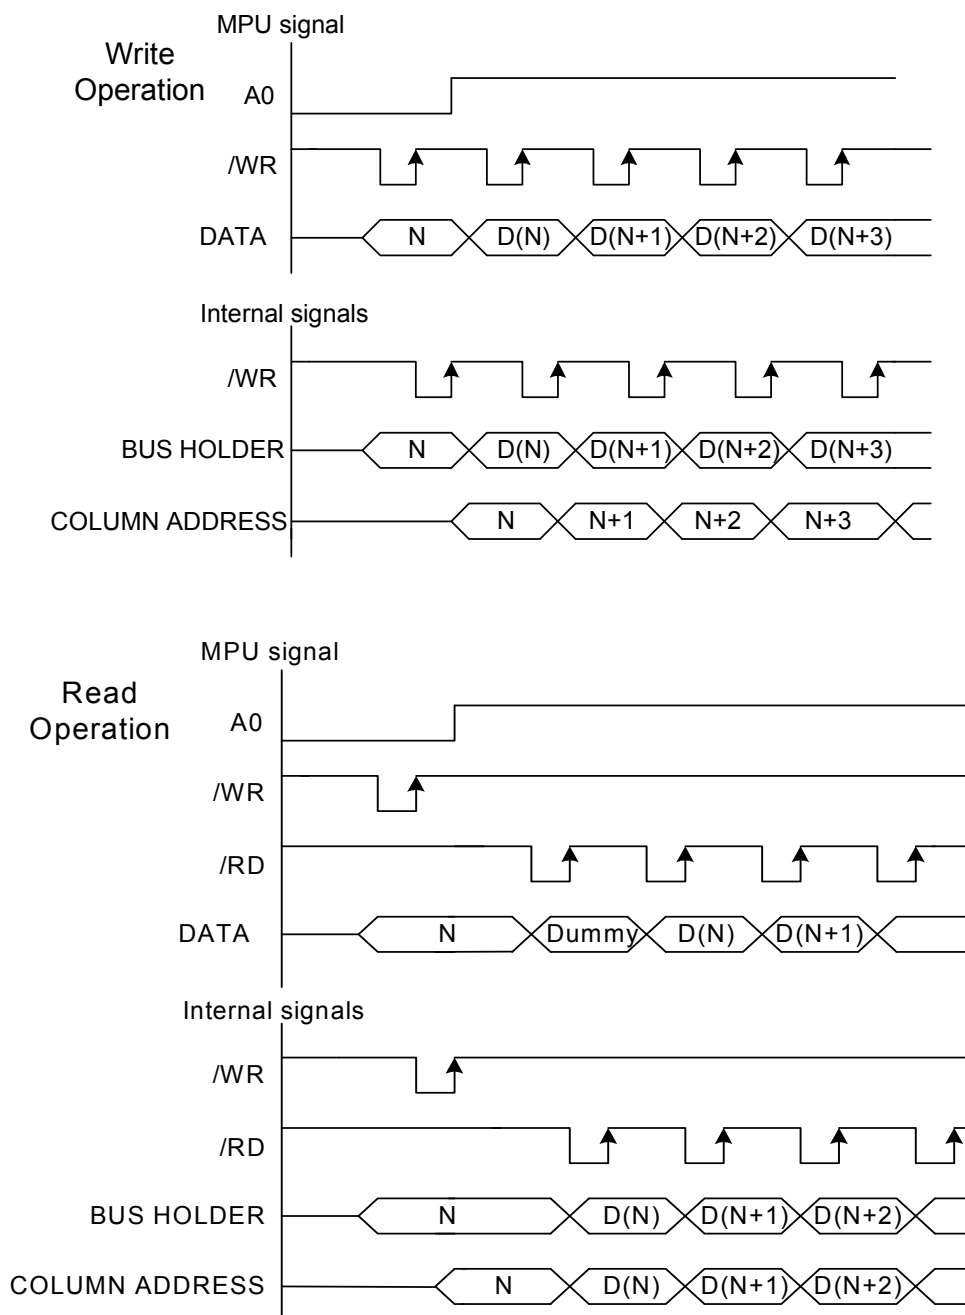 MPU signal
Write
Operation
A0
/WR
DATA N D(N) D(N+1) D(N+2) D(N+3)
Internal signals
/WR
BUS HOLDER N D(N) D(N+1) D(N+2) D(N+3)
COLUMN ADDRESS N N+1 N+2 N+3
MPU signal
Read
Operation
A0
/WR
/RD
DATA N Dummy D(N) D(N+1)
Internal signals
/WR
/RD
BUS HOLDER N D(N) D(N+1) D(N+2)
COLUMN ADDRESS N D(N) D(N+1) D(N+2)